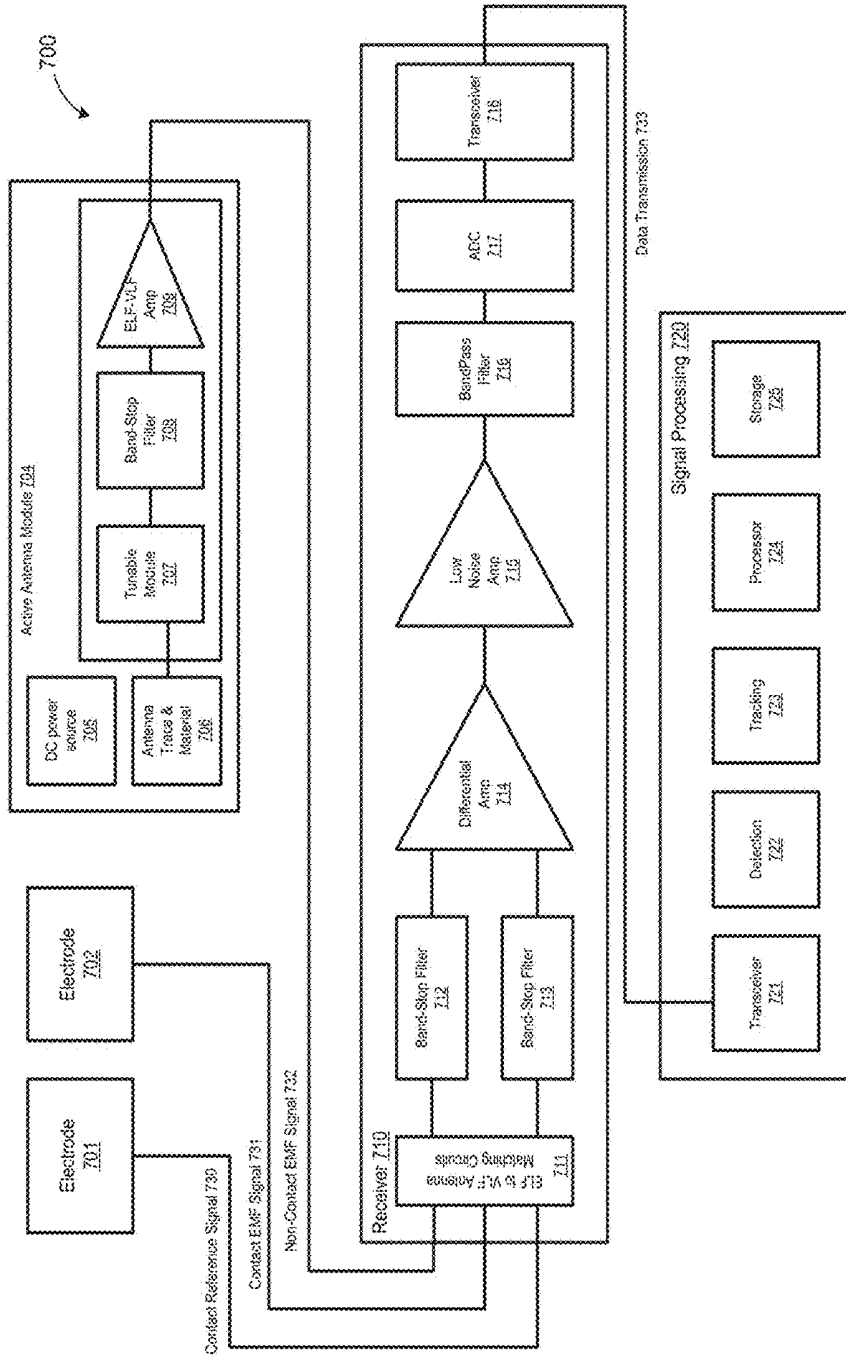 700
Electrode
701
Electrode
702
Active Antenna Module 704
DC power
source
705
Antenna
Trace &
Material
706
Tunable
Module
707
Band-Stop
Filter
708
ELF-VLF
Amp
709
Contact Reference Signal 730
Contact EMF Signal 731
Non-Contact EMF Signal 732
Receiver 710
ELF to VLF Antenna
Matching Circuits
711
Band-Stop Filter
712
Band-Stop Filter
713
Differential
Amp
714
Low
Noise
Amp
715
BandPass
Filter
716
ADC
717
Transceiver
718
Data Transmission 733
Signal Processing 720
Transceiver
721
Detection
722
Tracking
723
Processor
724
Storage
725